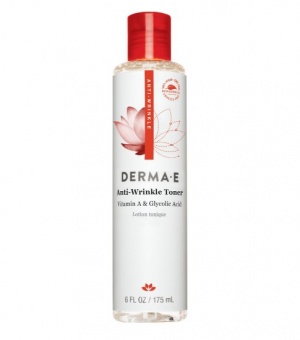 ANTI-WRINKLE
DERMA·E
Anti-Wrinkle Toner
Vitamin A & Glycolic Acid
Lotion tonique
6 FL OZ / 175 mL